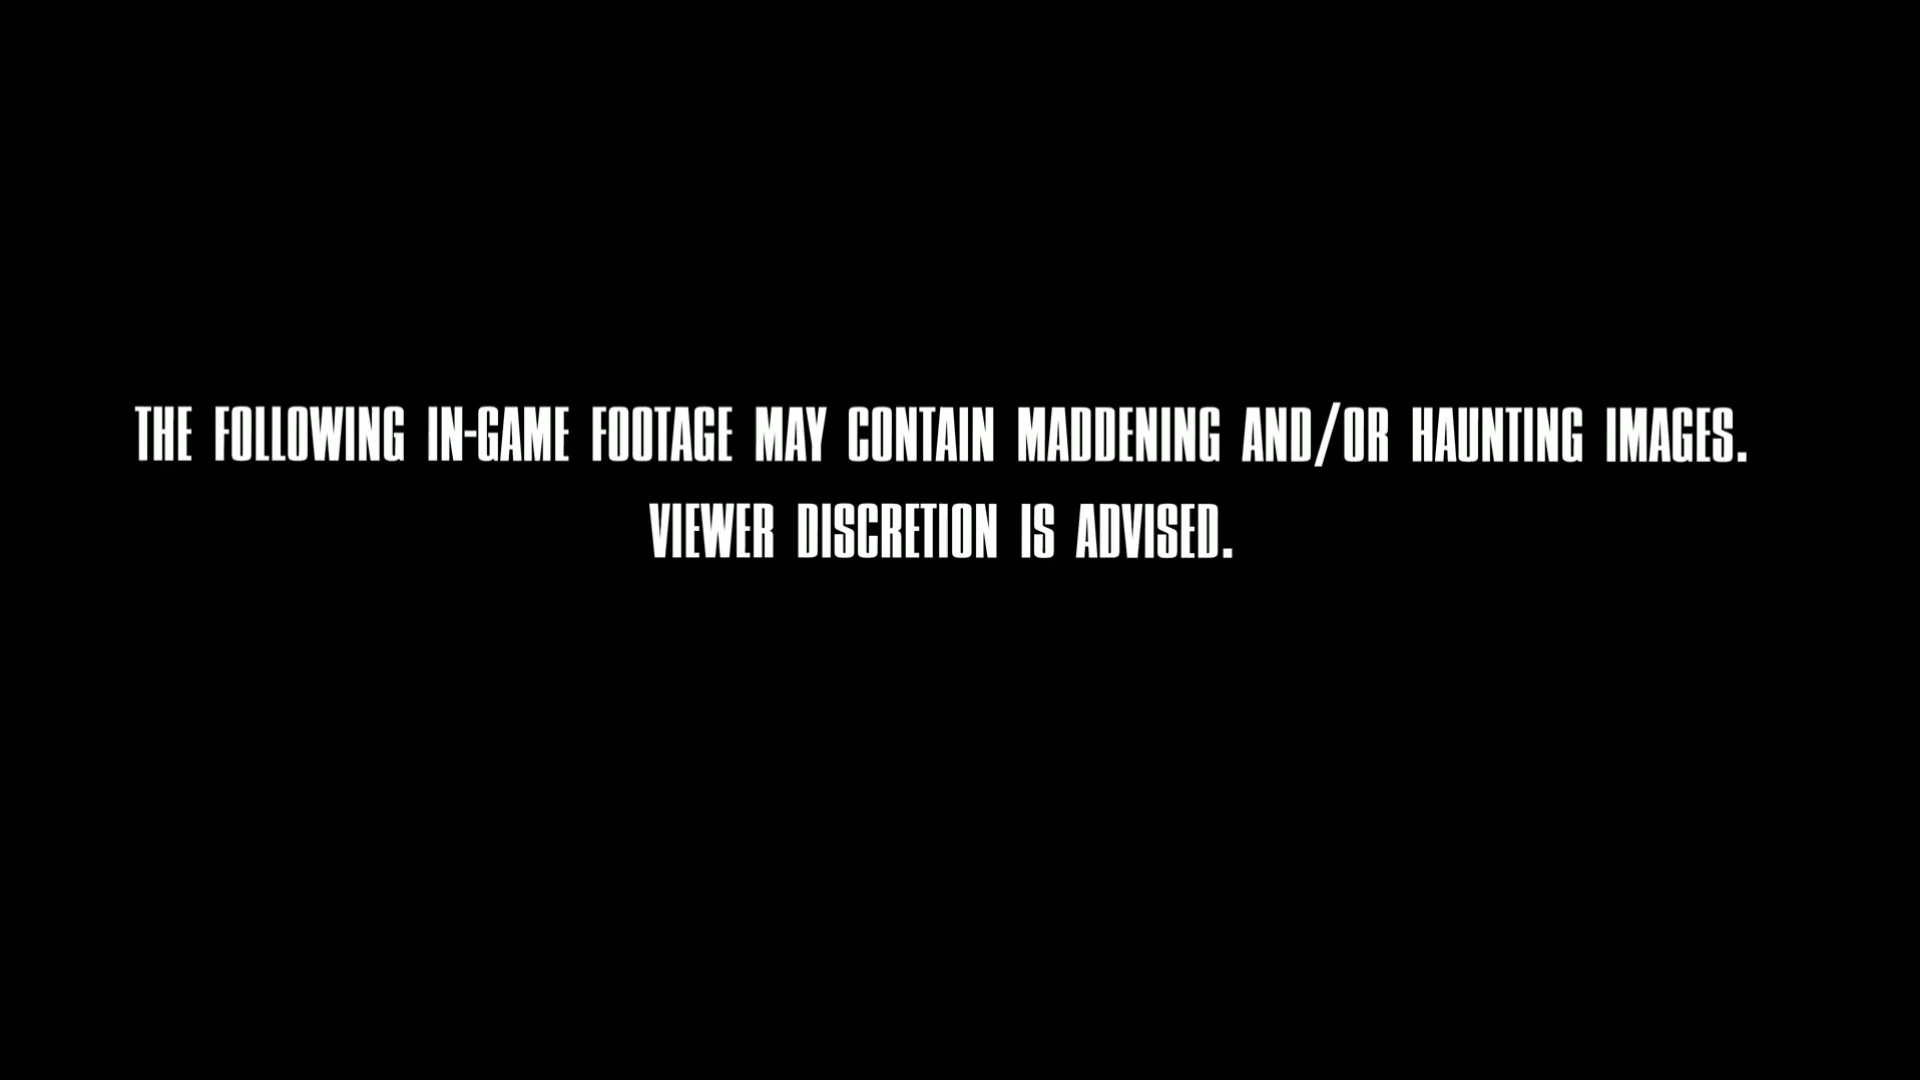 THE FOLLOWING IN-GAME FOOTAGE MAY CONTAIN MADDENING AND/OR HAUNTING IMAGES.
VIEWER DISCRETION IS ADVISED.